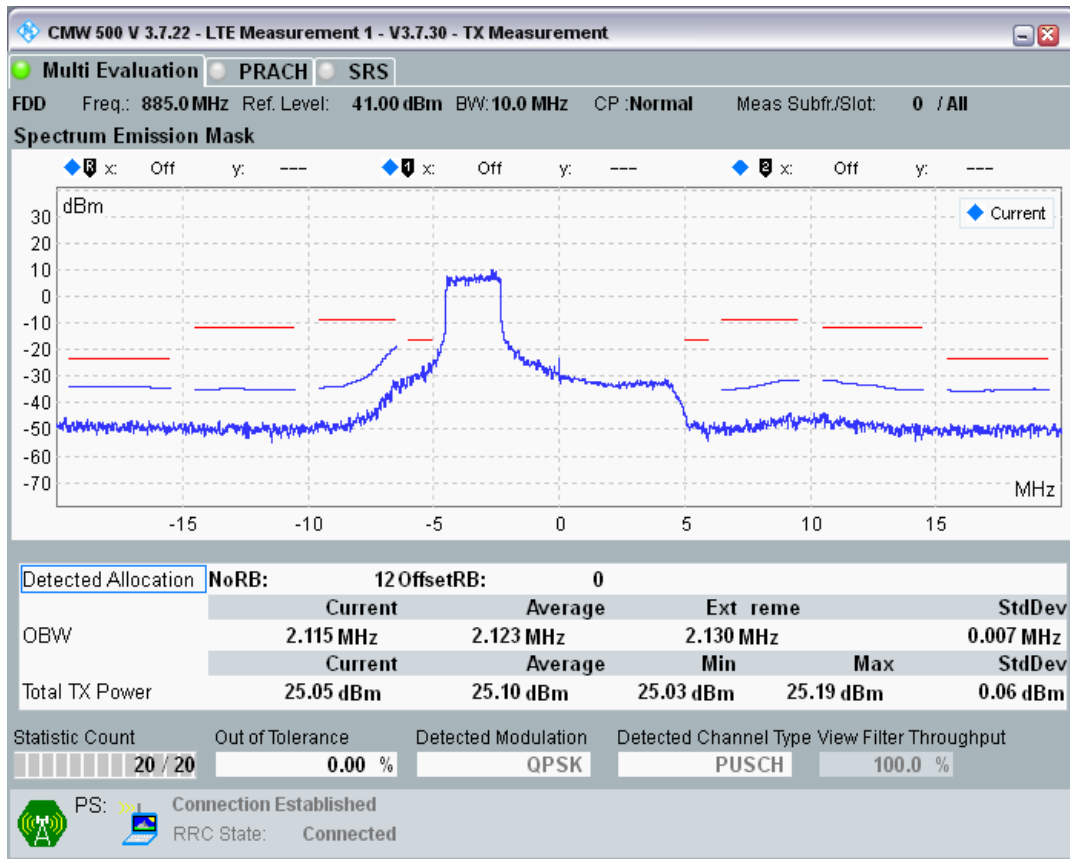 CMW 500 V 3.7.22 - LTE Measurement 1 - V3.7.30 - TX Measurement
Multi Evaluation PRACH SRS
FDD Freq.: 885.0 MHz Ref. Level: 41.00 dBm BW: 10.0 MHz CP :Normal Meas Subfr./Slot: 0 / All
Spectrum Emission Mask
R x: Off y: --- 1 x: Off y: --- 2 x: Off y: ---
dBm
Current
30
20
10
0
-10
-20
-30
-40
-50
-60
-70
MHz
-15 -10 -5 0 5 10 15
Detected Allocation NoRB: 12 OffsetRB: 0
Current Average Ext reme StdDev
OBW 2.115 MHz 2.123 MHz 2.130 MHz 0.007 MHz
Current Average Min Max StdDev
Total TX Power 25.05 dBm 25.10 dBm 25.03 dBm 25.19 dBm 0.06 dBm
Statistic Count Out of Tolerance Detected Modulation Detected Channel Type View Filter Throughput
20 / 20 0.00 % QPSK PUSCH 100.0 %
PS: Connection Established
RRC State: Connected